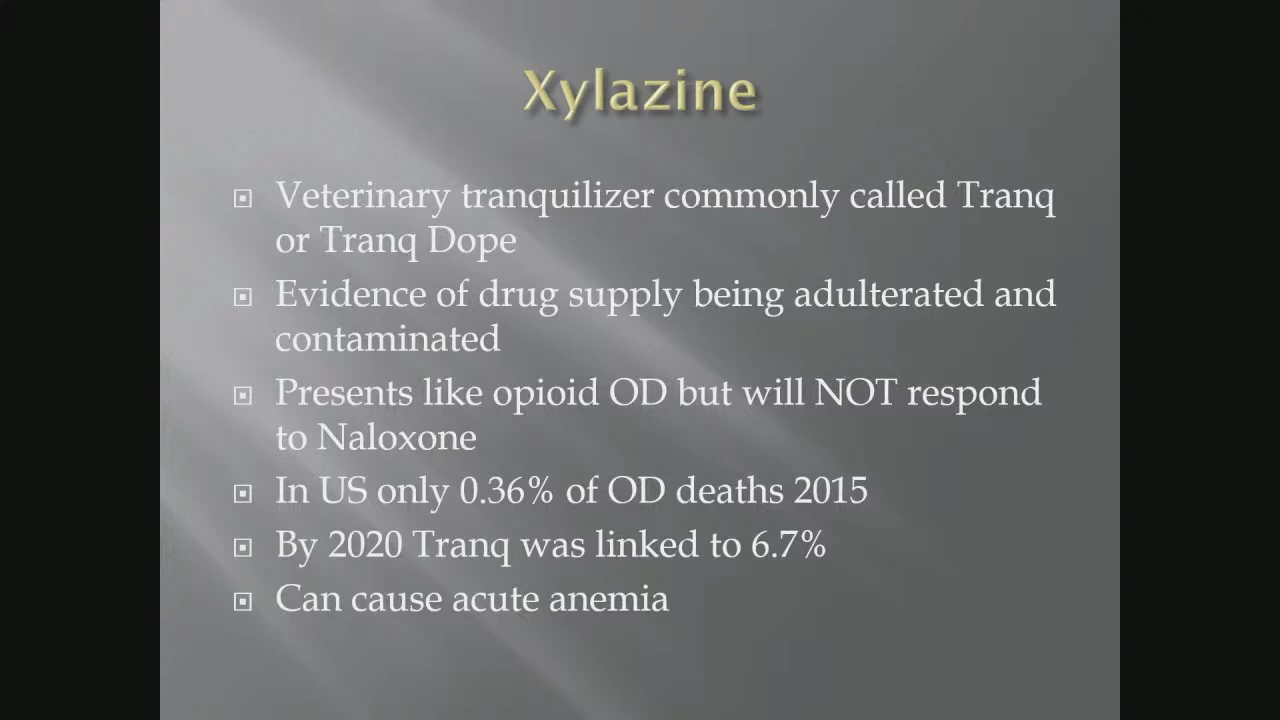 Xylazine
Veterinary tranquilizer commonly called Tranq
or Tranq Dope
Evidence of drug supply being adulterated and
contaminated
Presents like opioid OD but will NOT respond
to Naloxone
In US only 0.36% of OD deaths 2015
By 2020 Tranq was linked to 6.7%
Can cause acute anemia